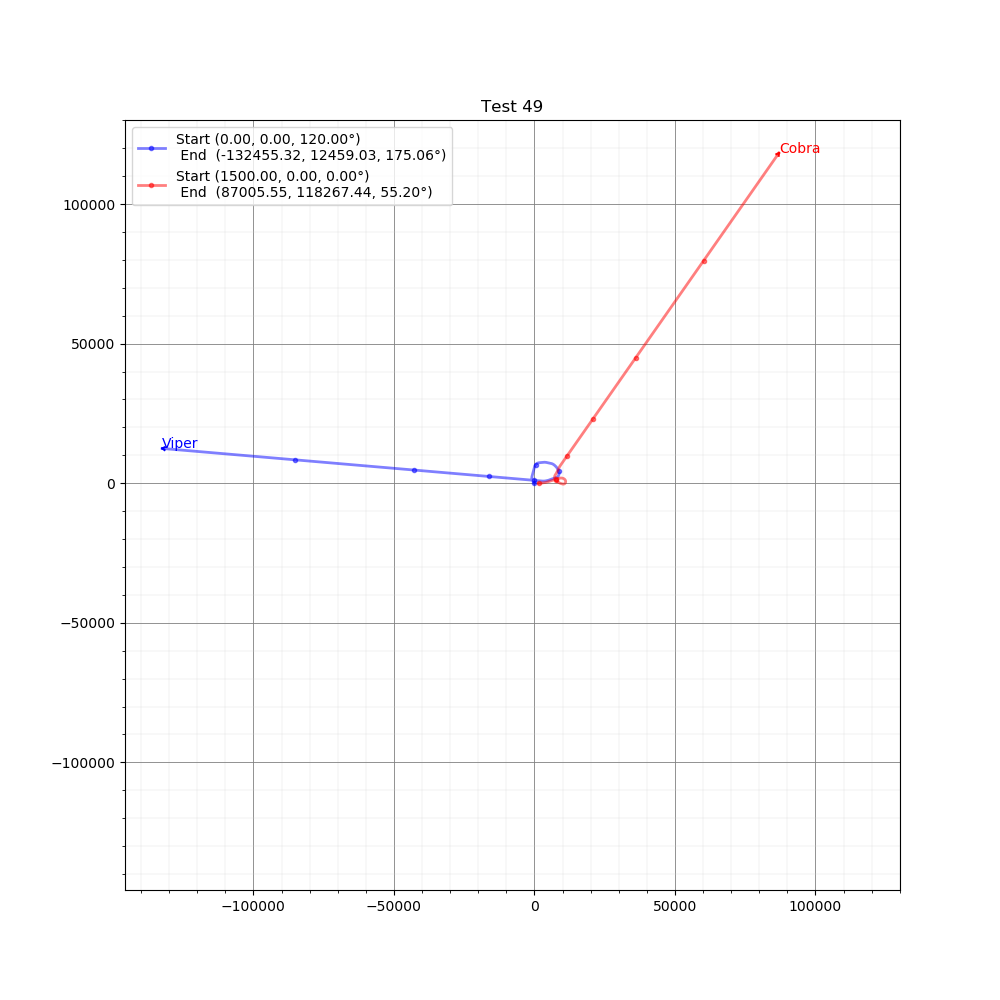 Test 49
Start (0.00, 0.00, 120.00°)
End (-132455.32, 12459.03, 175.06°)
Start (1500.00, 0.00, 0.00°)
End (87005.55, 118267.44, 55.20°)
Cobra
Viper
100000
50000
0
−50000
−100000
−100000 −50000 0 50000 100000